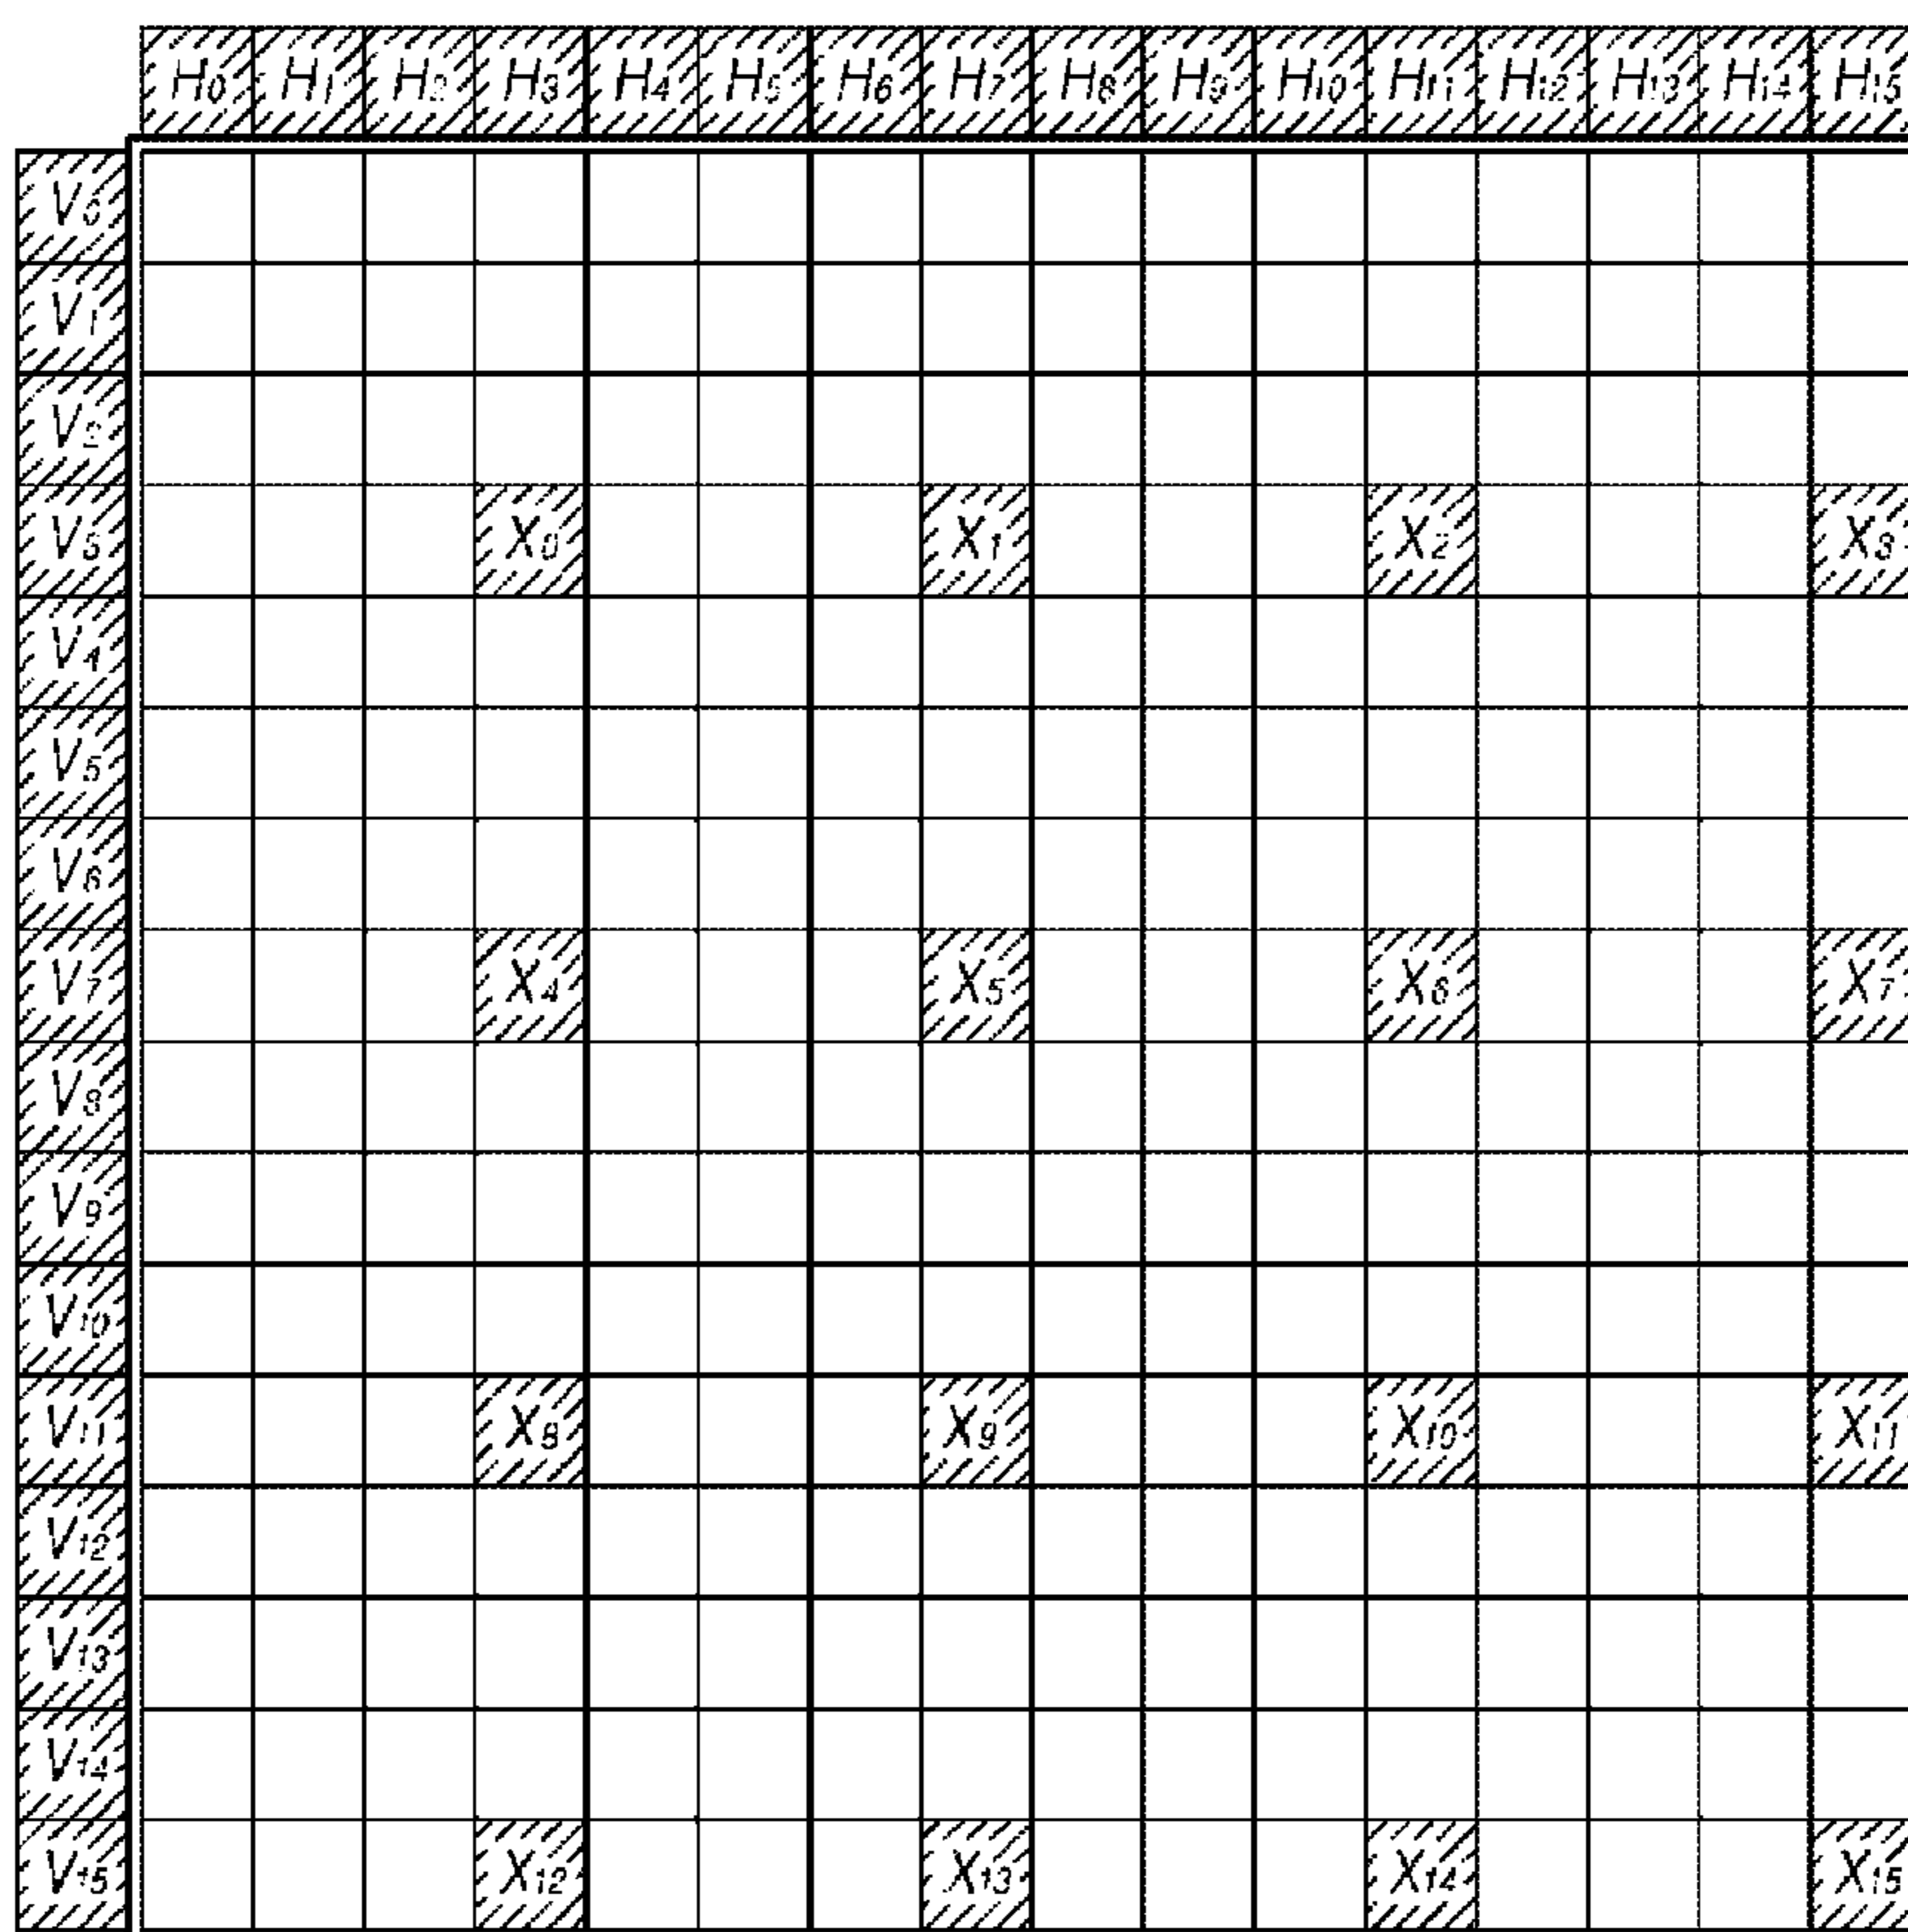 H0 H1 H2 H3 H4 H5 H6 H7 H8 H9 H10 H11 H12 H13 H14 H15
V0
V1
V2
V3 X0 X1 X2 X3
V4
V5
V6
V7 X4 X5 X6 X7
V8
V9
V10
V11 X8 X9 X10 X11
V12
V13
V14
V15 X12 X13 X14 X15